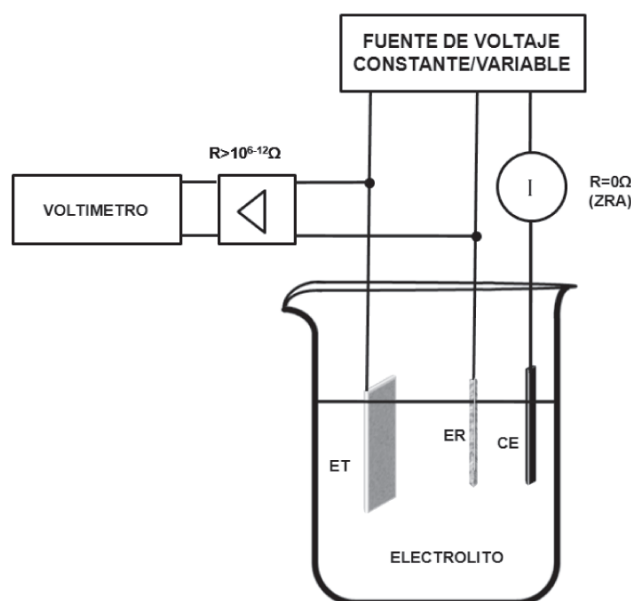 FUENTE DE VOLTAJE
CONSTANTE/VARIABLE
R>10⁶⁻¹²Ω
VOLTIMETRO
I
R=0Ω
(ZRA)
ER
CE
ET
ELECTROLITO